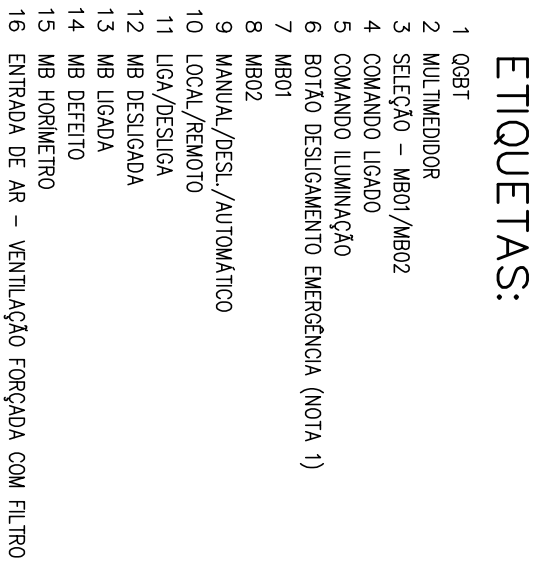 ETIQUETAS:
1 QGBT
2 MULTIMEDIDOR
3 SELEÇÃO – MB01/MB02
4 COMANDO LIGADO
5 COMANDO ILUMINAÇÃO
6 BOTÃO DESLIGAMENTO EMERGÊNCIA (NOTA 1)
7 MB01
8 MB02
9 MANUAL/DESL./AUTOMÁTICO
10 LOCAL/REMOTO
11 LIGA/DESLIGA
12 MB DESLIGADA
13 MB LIGADA
14 MB DEFEITO
15 MB HORÍMETRO
16 ENTRADA DE AR – VENTILAÇÃO FORÇADA COM FILTRO